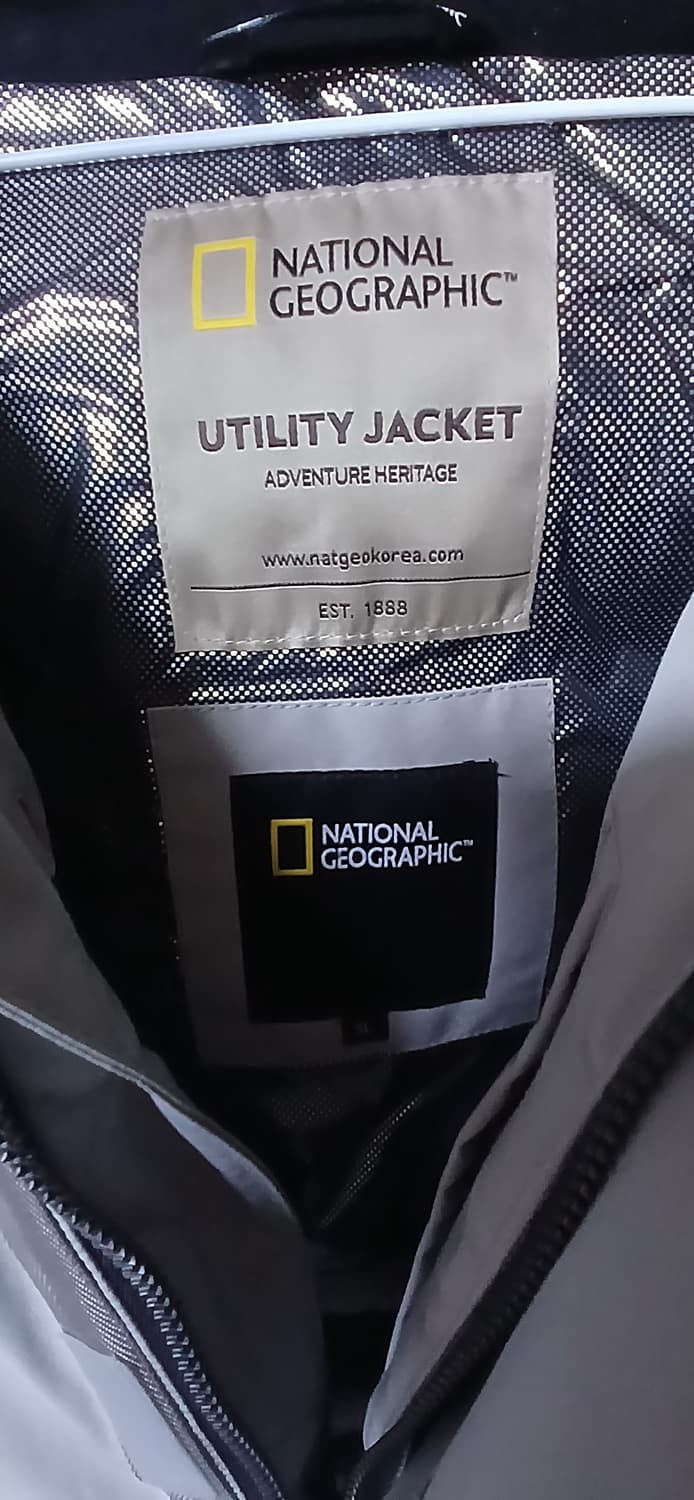 NATIONAL
GEOGRAPHIC™
UTILITY JACKET
ADVENTURE HERITAGE
www.natgeokorea.com
EST. 1888
NATIONAL
GEOGRAPHIC™